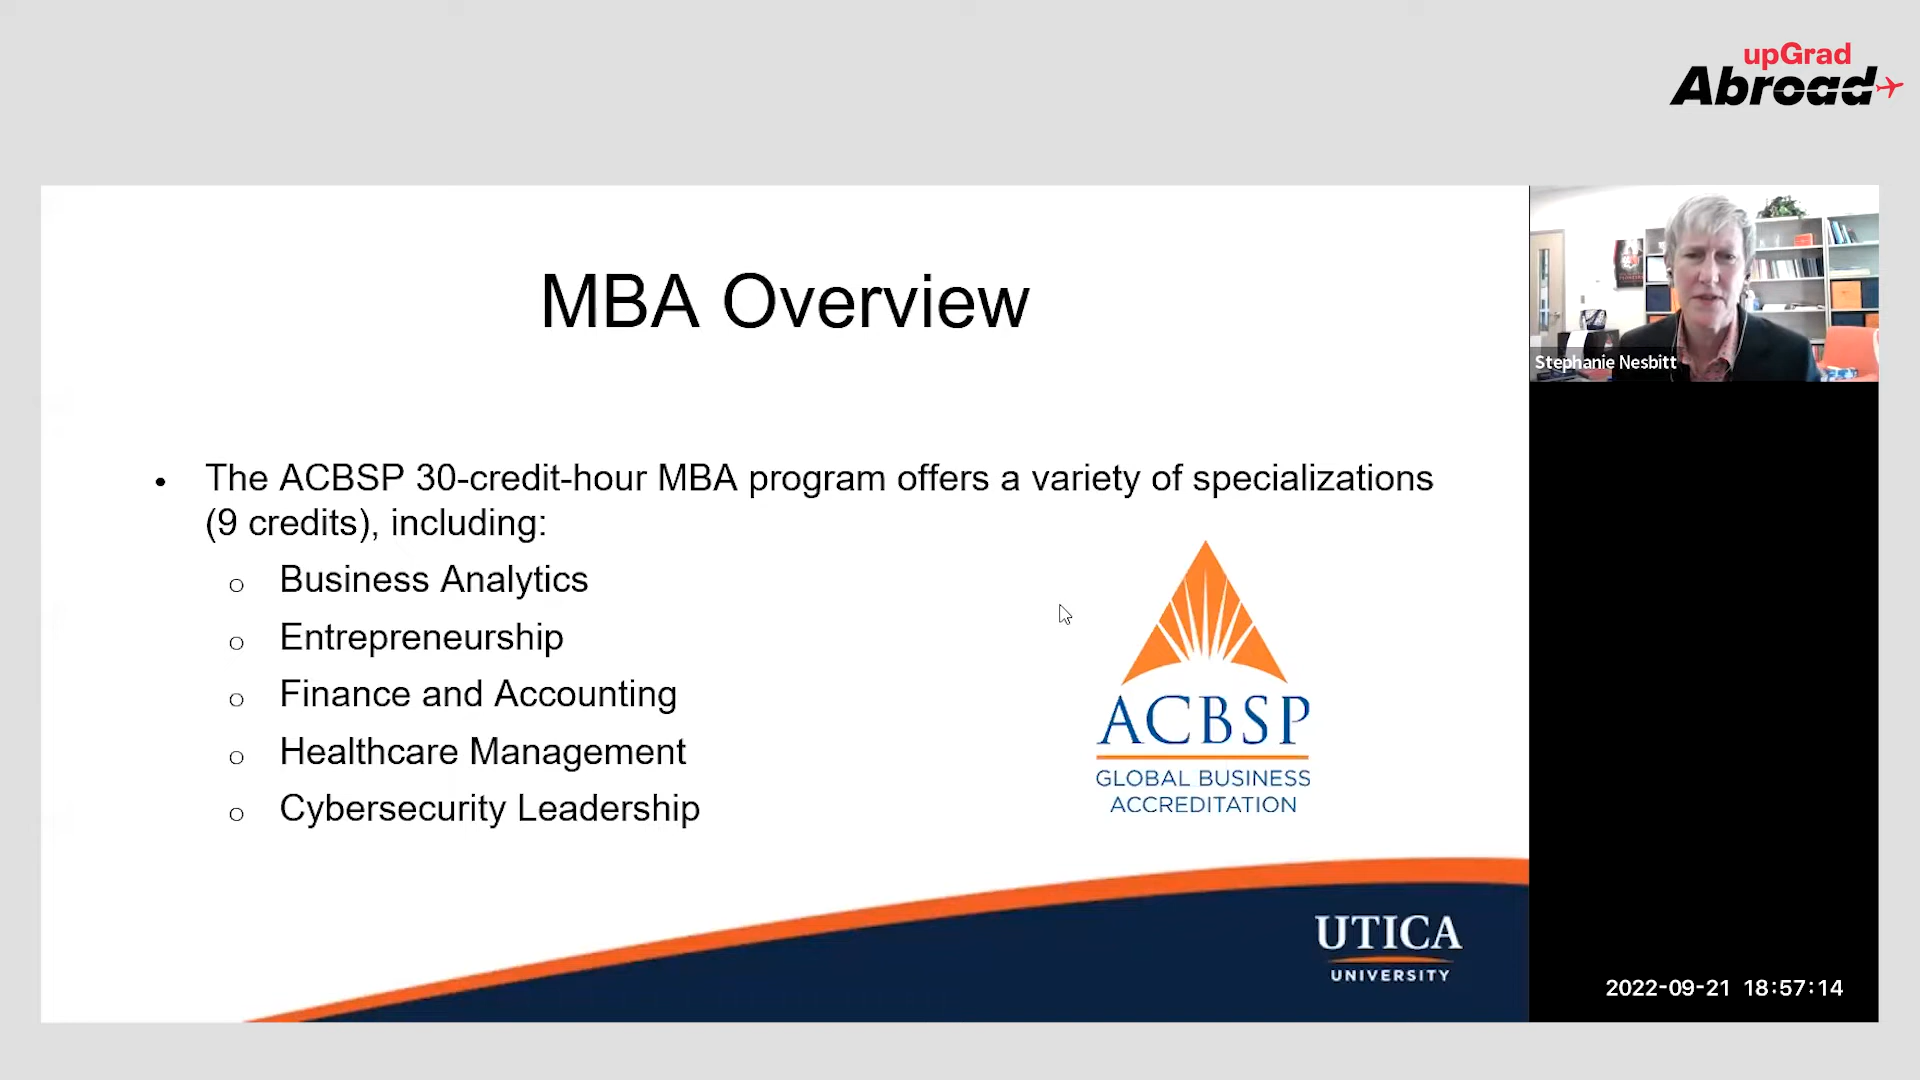 upGrad
Abroad
MBA Overview
• The ACBSP 30-credit-hour MBA program offers a variety of specializations
(9 credits), including:
o Business Analytics
o Entrepreneurship
o Finance and Accounting
o Healthcare Management
o Cybersecurity Leadership
ACBSP
GLOBAL BUSINESS
ACCREDITATION
UTICA
UNIVERSITY
Stephanie Nesbitt
2022-09-21 18:57:14